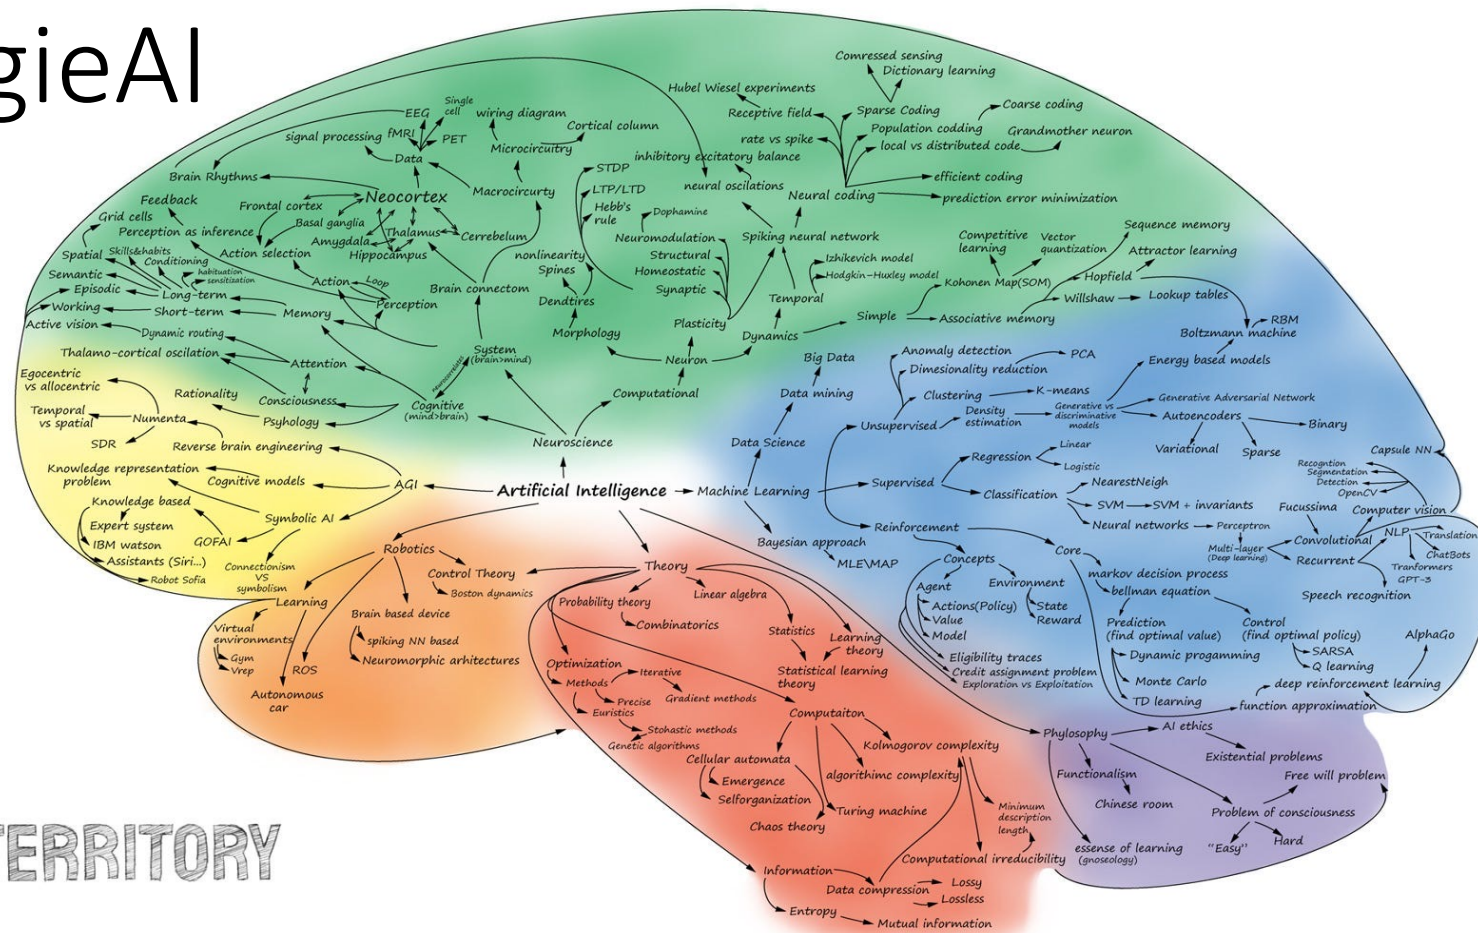 gieAI
Comressed sensing
Dictionary learning
Hubel Wiesel experiments
Receptive field
Sparse Coding
Coarse coding
rate vs spike
Population codding
Grandmother neuron
local vs distributed code
inhibitory excitatory balance
neural oscilations
Neural coding
efficient coding
prediction error minimization
EEG
Single
cell
wiring diagram
signal processing
fMRI
PET
Cortical column
Data
Microcircuitry
STDP
Brain Rhythms
Neocortex
Macrocircurty
LTP/LTD
Feedback
Frontal cortex
Hebb's
rule
Dophamine
Grid cells
Basal ganglia
Perception as inference
Amygdala
Thalamus
Cerrebelum
Neuromodulation
Spiking neural network
Spatial
Skills&habits
Conditioning
Action selection
Hippocampus
nonlinearity
Structural
Izhikevich model
Semantic
habituation
sensitization
Spines
Homeostatic
Hodgkin-Huxley model
Episodic
Long-term
Action
Loop
Brain connectom
Synaptic
Working
Short-term
Memory
Perception
Dendtires
Temporal
Active vision
Dynamic routing
Morphology
Plasticity
Dynamics
Simple
Competitive
learning
Vector
quantization
Sequence memory
Attractor learning
Kohonen Map(SOM)
Hopfield
Willshaw
Lookup tables
Associative memory
Thalamo-cortical oscilation
Attention
System
(brain>mind)
neurocorrelates
Neuron
Consciousness
Cognitive
(mind>brain)
Computational
Psyhology
Rationality
Neuroscience
Egocentric
vs allocentric
Temporal
vs spatial
Numenta
SDR
Reverse brain engineering
Knowledge representation
problem
Cognitive models
AGI
Knowledge based
Symbolic AI
Expert system
GOFAI
IBM watson
Assistants (Siri...)
Robot Sofia
Connectionism
VS
symbolism
Artificial Intelligence
Machine Learning
Big Data
Data mining
Data Science
Bayesian approach
MLE\MAP
Boltzmann machine
RBM
Energy based models
Anomaly detection
Dimesionality reduction
PCA
Clustering
K-means
Unsupervised
Density
estimation
Generative vs
discriminative
models
Generative Adversarial Network
Autoencoders
Binary
Variational
Sparse
Regression
Linear
Logistic
Supervised
Classification
NearestNeigh
SVM
SVM + invariants
Neural networks
Perceptron
Multi-layer
(Deep learning)
Fucussima
Convolutional
Recurrent
Capsule NN
Recogntion
Segmentation
Detection
OpenCV
Computer vision
NLP
Translation
ChatBots
Tranformers
GPT-3
Speech recognition
Reinforcement
Concepts
Core
Agent
Environment
Actions(Policy)
Value
Model
State
Reward
Eligibility traces
Credit assignment problem
Exploration vs Exploitation
markov decision process
bellman equation
Prediction
(find optimal value)
Control
(find optimal policy)
Dynamic progamming
SARSA
Q learning
Monte Carlo
TD learning
deep reinforcement learning
function approximation
AlphaGo
Robotics
Control Theory
Boston dynamics
Learning
Brain based device
Virtual
environments
spiking NN based
Neuromorphic arhitectures
Gym
Vrep
ROS
Autonomous
car
Theory
Probability theory
Linear algebra
Combinatorics
Statistics
Learning
theory
Optimization
Statistical learning
theory
Methods
Iterative
Precise
Gradient methods
Euristics
Stohastic methods
Genetic algorithms
Computaiton
Kolmogorov complexity
Cellular automata
algorithimc complexity
Emergence
Selforganization
Turing machine
Chaos theory
Minimum
description
length
Computational irreducibility
Information
Data compression
Lossy
Lossless
Entropy
Mutual information
Phylosophy
AI ethics
Functionalism
Existential problems
Chinese room
Free will problem
Problem of consciousness
essense of learning
(gnoseology)
"Easy"
Hard
TERRITORY